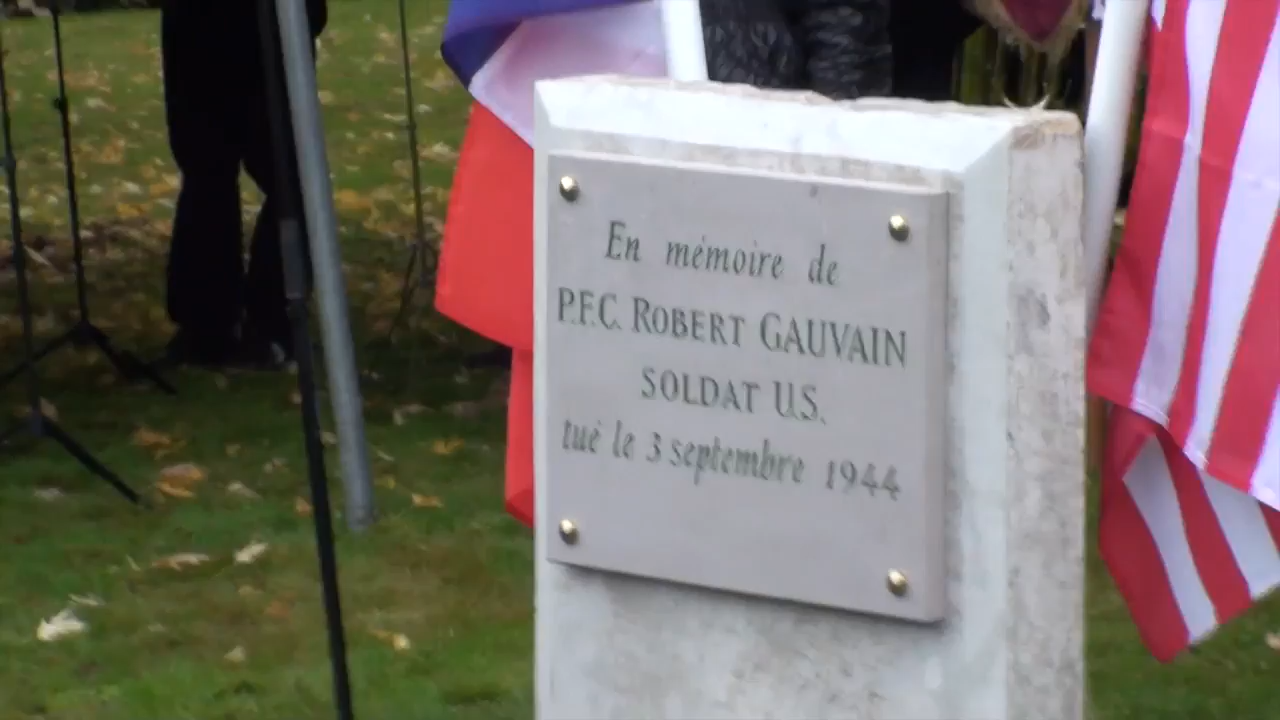 En mémoire de
P.F.C. ROBERT GAUVAIN
SOLDAT U.S.
tué le 3 septembre 1944